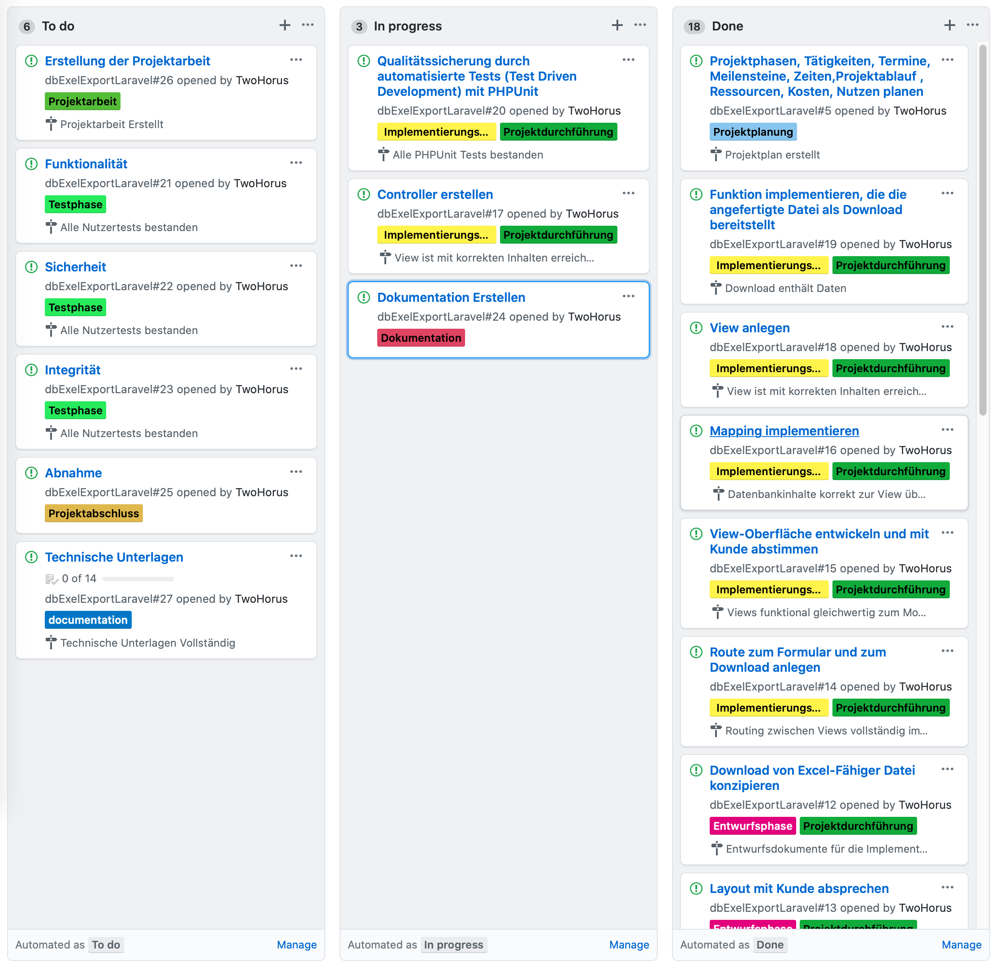 6 To do
Erstellung der Projektarbeit
dbExelExportLaravel#26 opened by TwoHorus
Projektarbeit
Projektarbeit Erstellt
Funktionalität
dbExelExportLaravel#21 opened by TwoHorus
Testphase
Alle Nutzertests bestanden
Sicherheit
dbExelExportLaravel#22 opened by TwoHorus
Testphase
Alle Nutzertests bestanden
Integrität
dbExelExportLaravel#23 opened by TwoHorus
Testphase
Alle Nutzertests bestanden
Abnahme
dbExelExportLaravel#25 opened by TwoHorus
Projektabschluss
Technische Unterlagen
0 of 14
dbExelExportLaravel#27 opened by TwoHorus
documentation
Technische Unterlagen Vollständig
Automated as To do Manage
3 In progress
Qualitätssicherung durch
automatisierte Tests (Test Driven
Development) mit PHPUnit
dbExelExportLaravel#20 opened by TwoHorus
Implementierungs... Projektdurchführung
Alle PHPUnit Tests bestanden
Controller erstellen
dbExelExportLaravel#17 opened by TwoHorus
Implementierungs... Projektdurchführung
View ist mit korrekten Inhalten erreich...
Dokumentation Erstellen
dbExelExportLaravel#24 opened by TwoHorus
Dokumentation
Automated as In progress Manage
18 Done
Projektphasen, Tätigkeiten, Termine,
Meilensteine, Zeiten,Projektablauf ,
Ressourcen, Kosten, Nutzen planen
dbExelExportLaravel#5 opened by TwoHorus
Projektplanung
Projektplan erstellt
Funktion implementieren, die die
angefertigte Datei als Download
bereitstellt
dbExelExportLaravel#19 opened by TwoHorus
Implementierungs... Projektdurchführung
Download enthält Daten
View anlegen
dbExelExportLaravel#18 opened by TwoHorus
Implementierungs... Projektdurchführung
View ist mit korrekten Inhalten erreich...
Mapping implementieren
dbExelExportLaravel#16 opened by TwoHorus
Implementierungs... Projektdurchführung
Datenbankinhalte korrekt zur View üb...
View-Oberfläche entwickeln und mit
Kunde abstimmen
dbExelExportLaravel#15 opened by TwoHorus
Implementierungs... Projektdurchführung
Views funktional gleichwertig zum Mo...
Route zum Formular und zum
Download anlegen
dbExelExportLaravel#14 opened by TwoHorus
Implementierungs... Projektdurchführung
Routing zwischen Views vollständig im...
Download von Excel-Fähiger Datei
konzipieren
dbExelExportLaravel#12 opened by TwoHorus
Entwurfsphase Projektdurchführung
Entwurfsdokumente für die Implement...
Layout mit Kunde absprechen
dbExelExportLaravel#13 opened by TwoHorus
Entwurfsphase Projektdurchführung
Automated as Done Manage